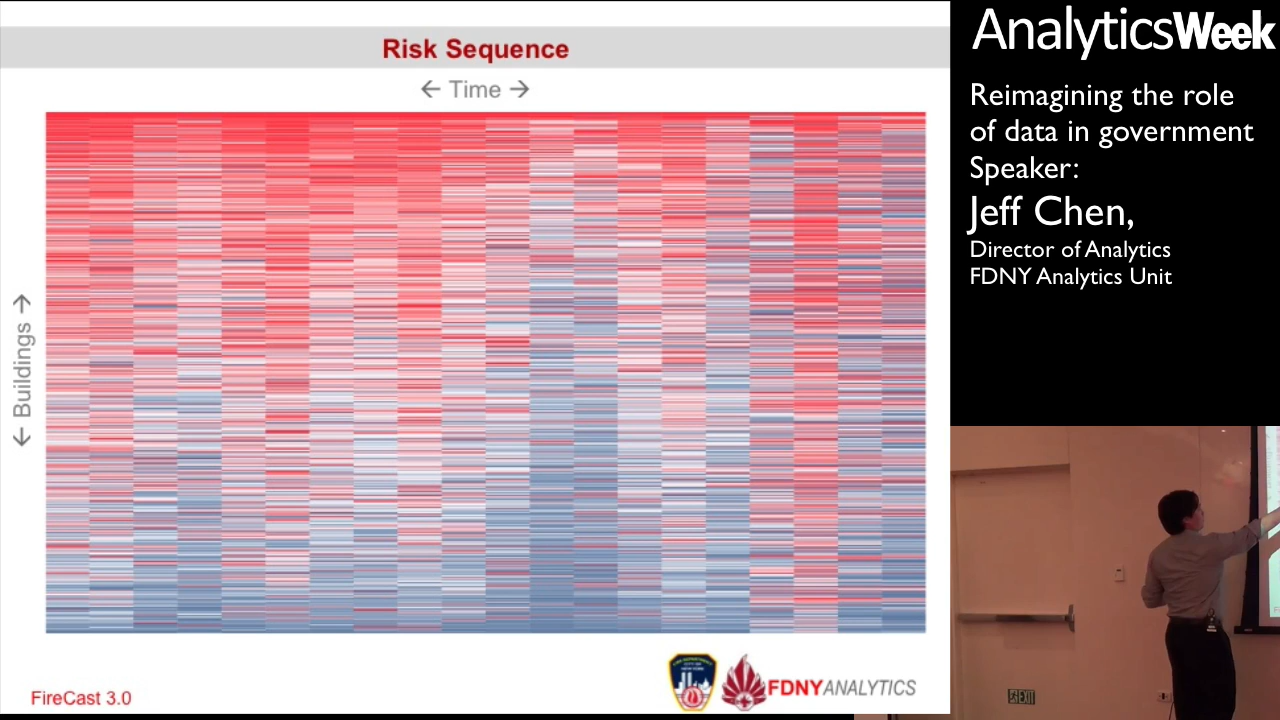 Risk Sequence
← Time →
← Buildings →
FireCast 3.0
FDNYANALYTICS
AnalyticsWeek
Reimagining the role
of data in government
Speaker:
Jeff Chen,
Director of Analytics
FDNY Analytics Unit
EXIT